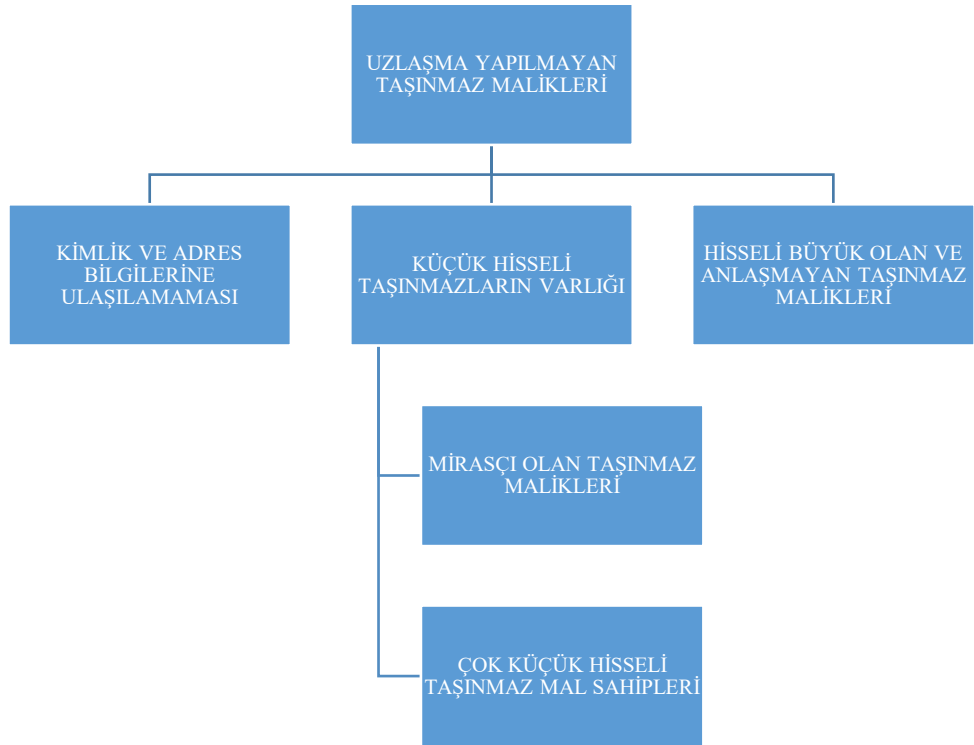 UZLAŞMA YAPILMAYAN
TAŞINMAZ MALİKLERİ
KİMLİK VE ADRES
BİLGİLERİNE
ULAŞILAMAMASI
KÜÇÜK HİSSELİ
TAŞINMAZLARIN VARLIĞI
HİSSELİ BÜYÜK OLAN VE
ANLAŞMAYAN TAŞINMAZ
MALİKLERİ
MİRASÇI OLAN TAŞINMAZ
MALİKLERİ
ÇOK KÜÇÜK HİSSELİ
TAŞINMAZ MAL SAHİPLERİ